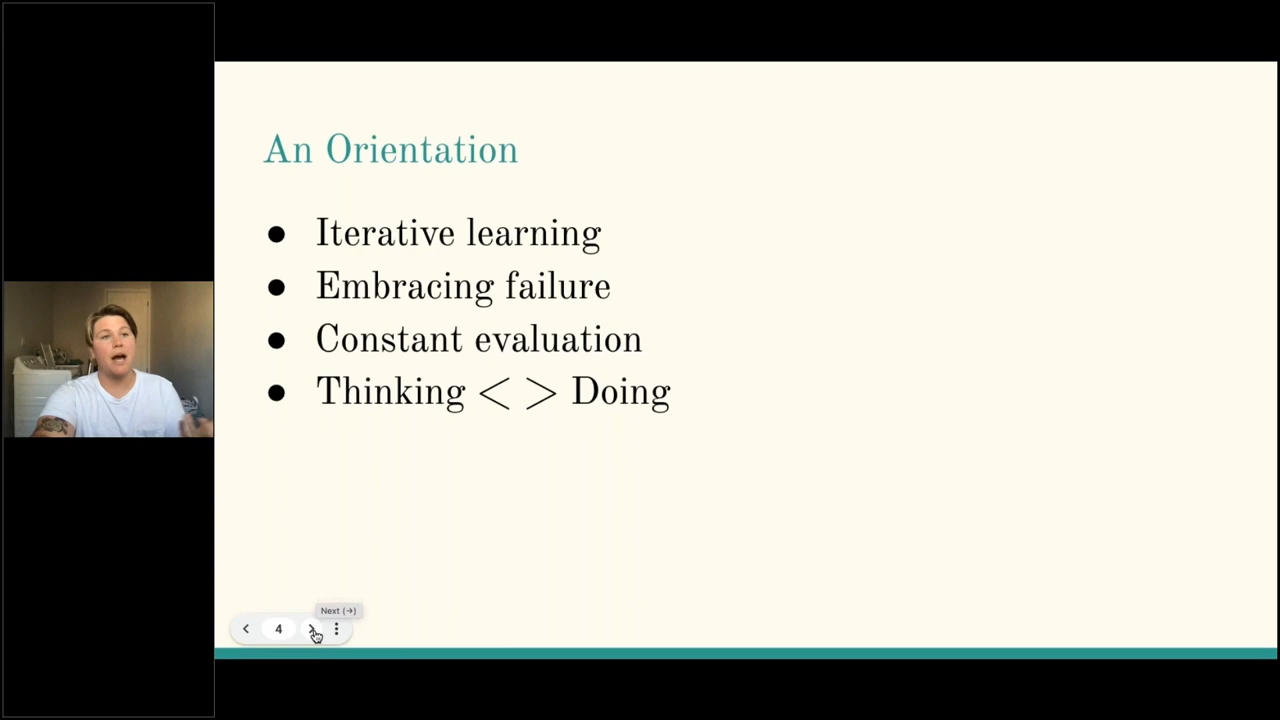 An Orientation
● Iterative learning
● Embracing failure
● Constant evaluation
● Thinking < > Doing
Next (→)
4